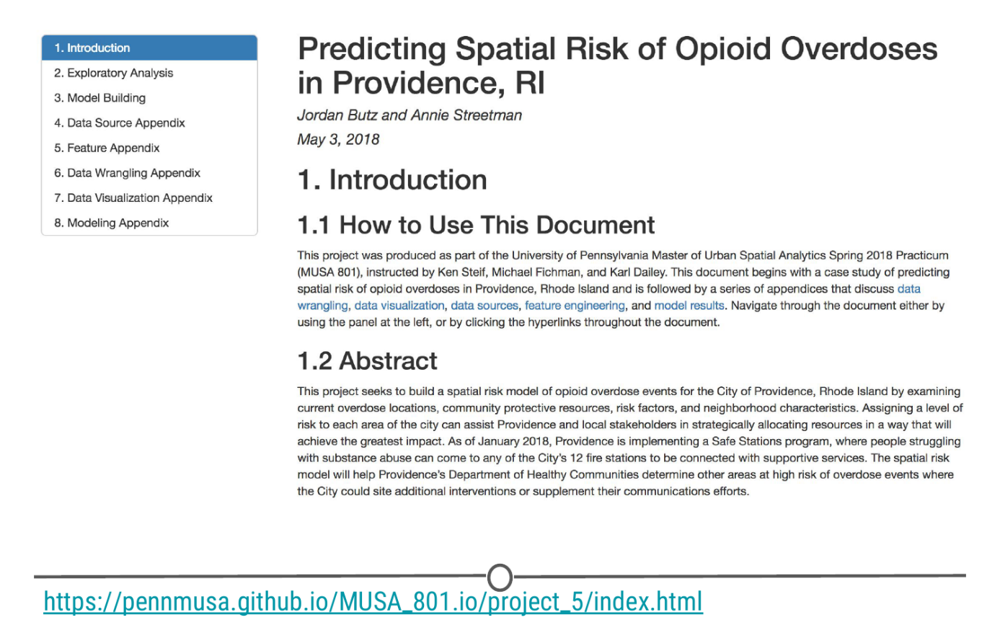 1. Introduction
2. Exploratory Analysis
3. Model Building
4. Data Source Appendix
5. Feature Appendix
6. Data Wrangling Appendix
7. Data Visualization Appendix
8. Modeling Appendix
Predicting Spatial Risk of Opioid Overdoses
in Providence, RI
Jordan Butz and Annie Streetman
May 3, 2018
1. Introduction
1.1 How to Use This Document
This project was produced as part of the University of Pennsylvania Master of Urban Spatial Analytics Spring 2018 Practicum
(MUSA 801), instructed by Ken Steif, Michael Fichman, and Karl Dailey. This document begins with a case study of predicting
spatial risk of opioid overdoses in Providence, Rhode Island and is followed by a series of appendices that discuss data
wrangling, data visualization, data sources, feature engineering, and model results. Navigate through the document either by
using the panel at the left, or by clicking the hyperlinks throughout the document.
1.2 Abstract
This project seeks to build a spatial risk model of opioid overdose events for the City of Providence, Rhode Island by examining
current overdose locations, community protective resources, risk factors, and neighborhood characteristics. Assigning a level of
risk to each area of the city can assist Providence and local stakeholders in strategically allocating resources in a way that will
achieve the greatest impact. As of January 2018, Providence is implementing a Safe Stations program, where people struggling
with substance abuse can come to any of the City's 12 fire stations to be connected with supportive services. The spatial risk
model will help Providence's Department of Healthy Communities determine other areas at high risk of overdose events where
the City could site additional interventions or supplement their communications efforts.
https://pennmusa.github.io/MUSA_801.io/project_5/index.html